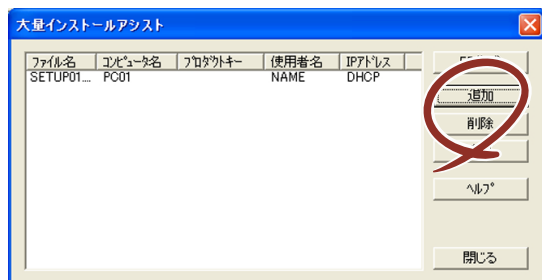 大量インストールアシスト
ファイル名 コンピュータ名 プロダクトキー 使用者名 IPアドレス
SETUP01.... PC01 NAME DHCP
追加
削除
ヘルプ
閉じる